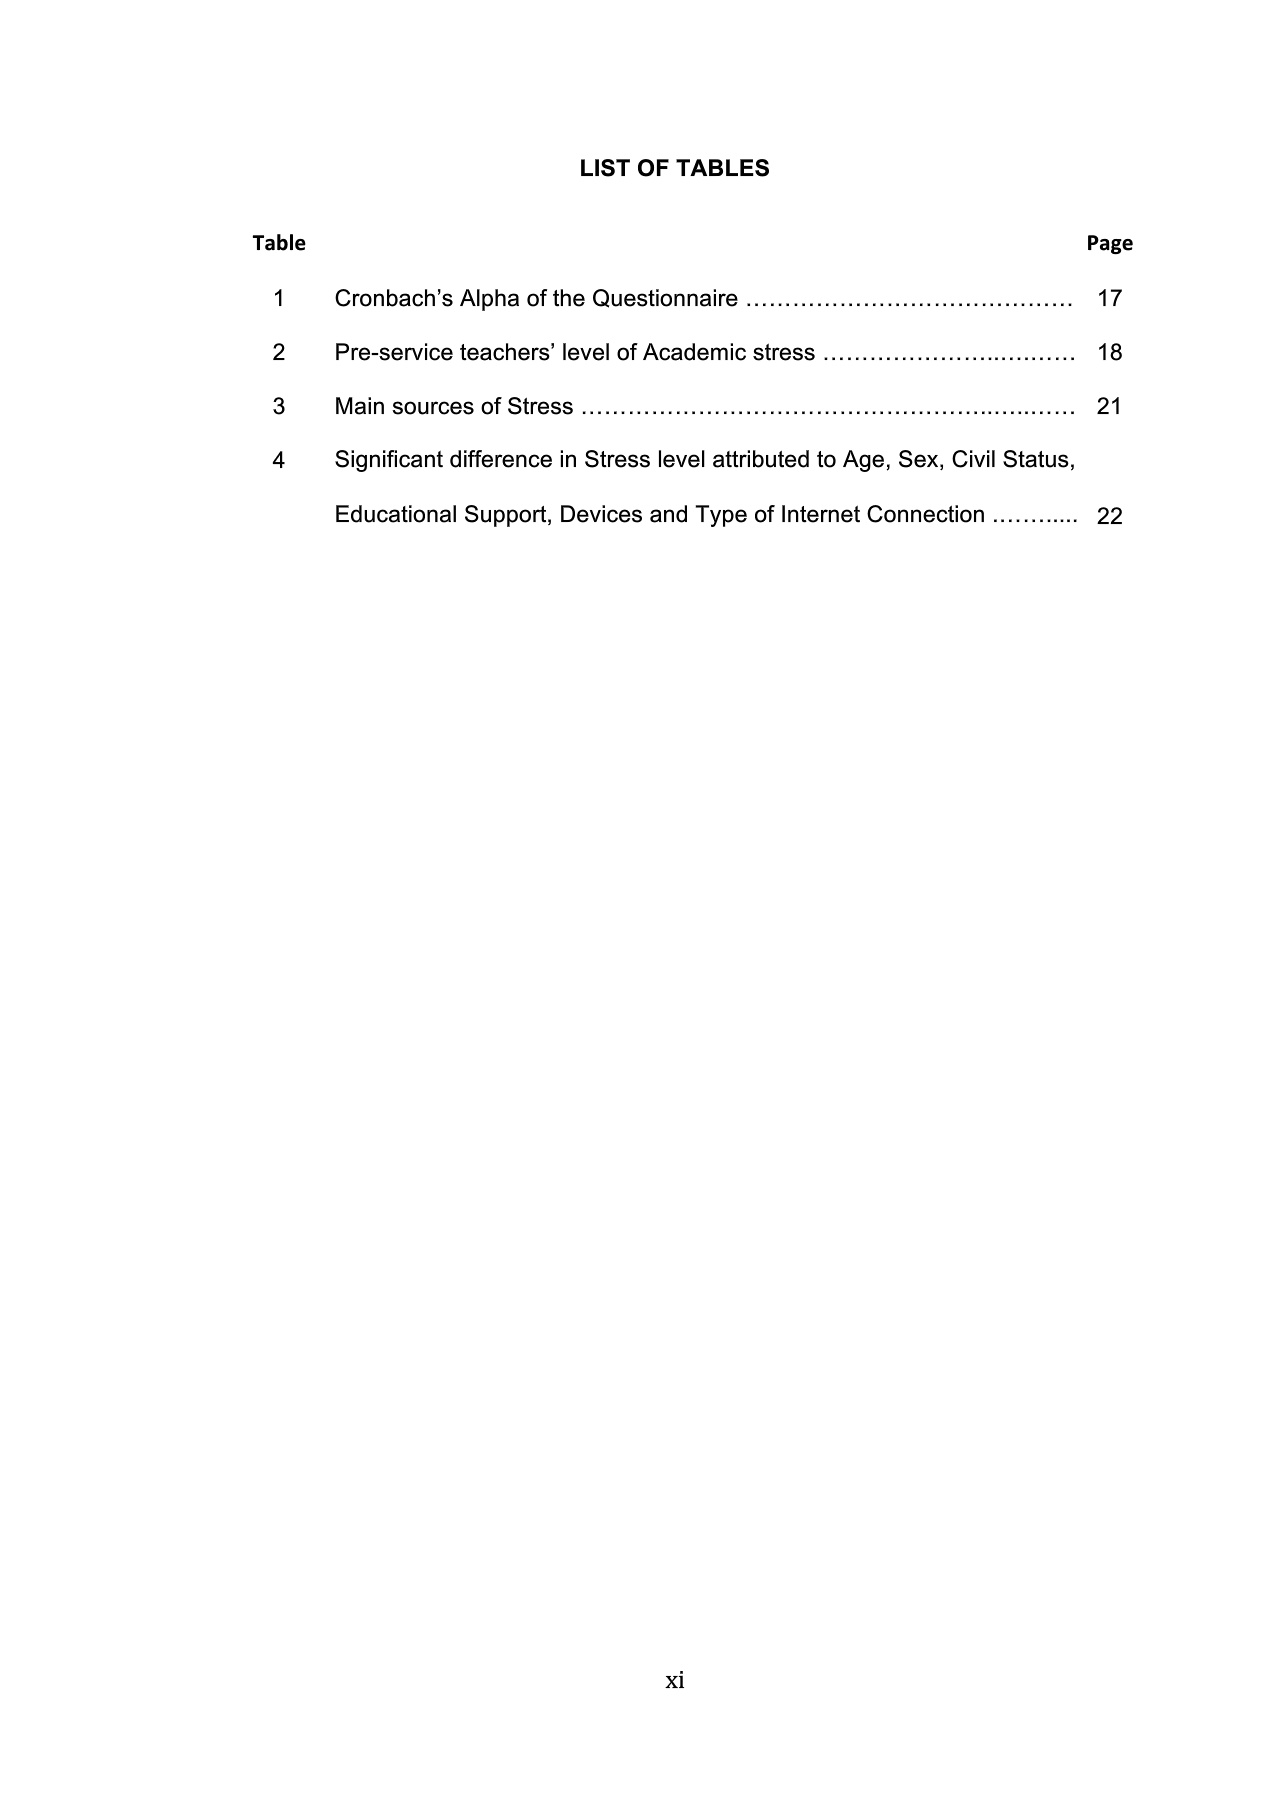 LIST OF TABLES
Table Page
1 Cronbach’s Alpha of the Questionnaire …………………………………… 17
2 Pre-service teachers’ level of Academic stress …………………..….…… 18
3 Main sources of Stress ……………………………………………..…..…… 21
4 Significant difference in Stress level attributed to Age, Sex, Civil Status,
Educational Support, Devices and Type of Internet Connection ……….... 22
xi